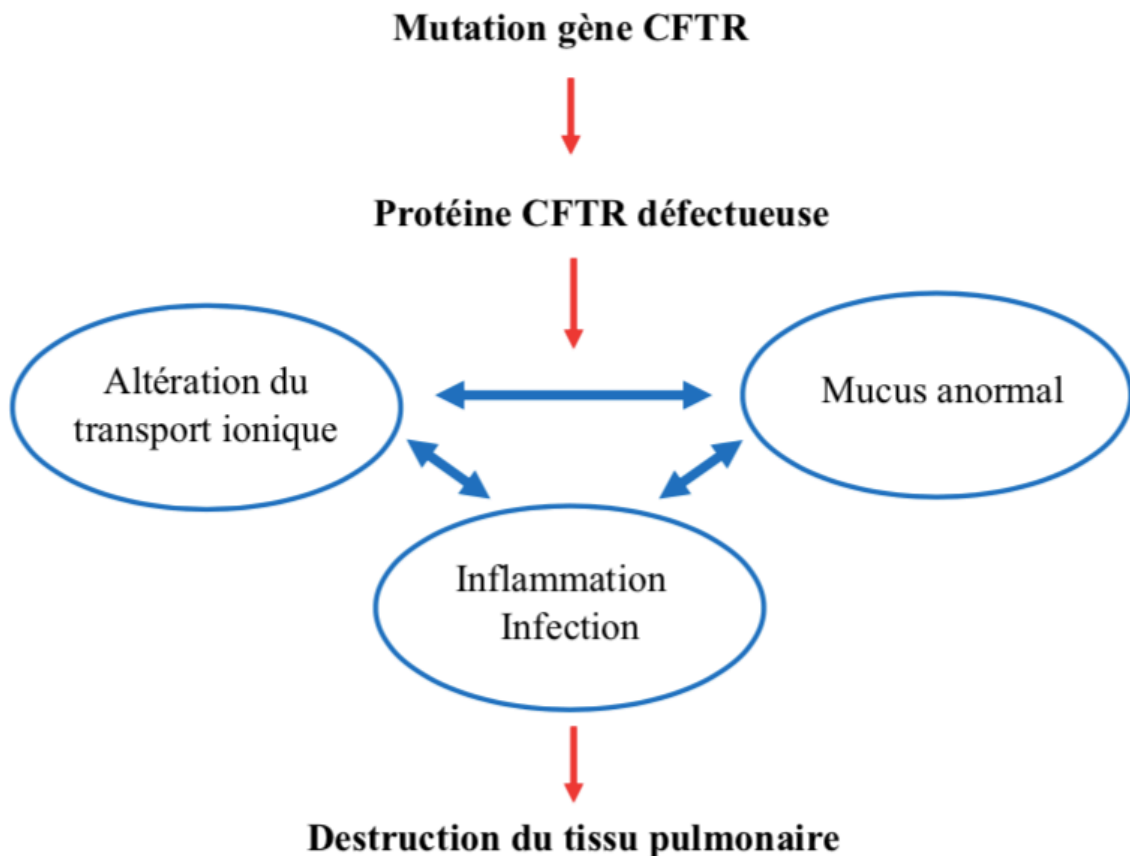 Mutation gène CFTR
Protéine CFTR défectueuse
Altération du
transport ionique
Mucus anormal
Inflammation
Infection
Destruction du tissu pulmonaire